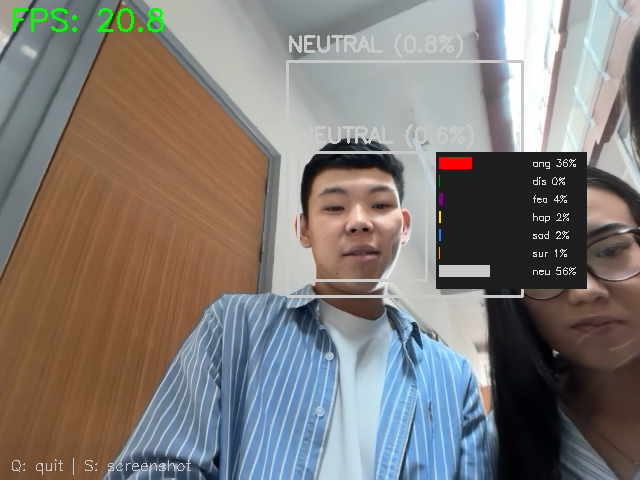 FPS: 20.8
NEUTRAL (0.8%)
NEUTRAL (0.6%)
ang 36%
dis 0%
fea 4%
hap 2%
sad 2%
sur 1%
neu 56%
Q: quit | S: screenshot